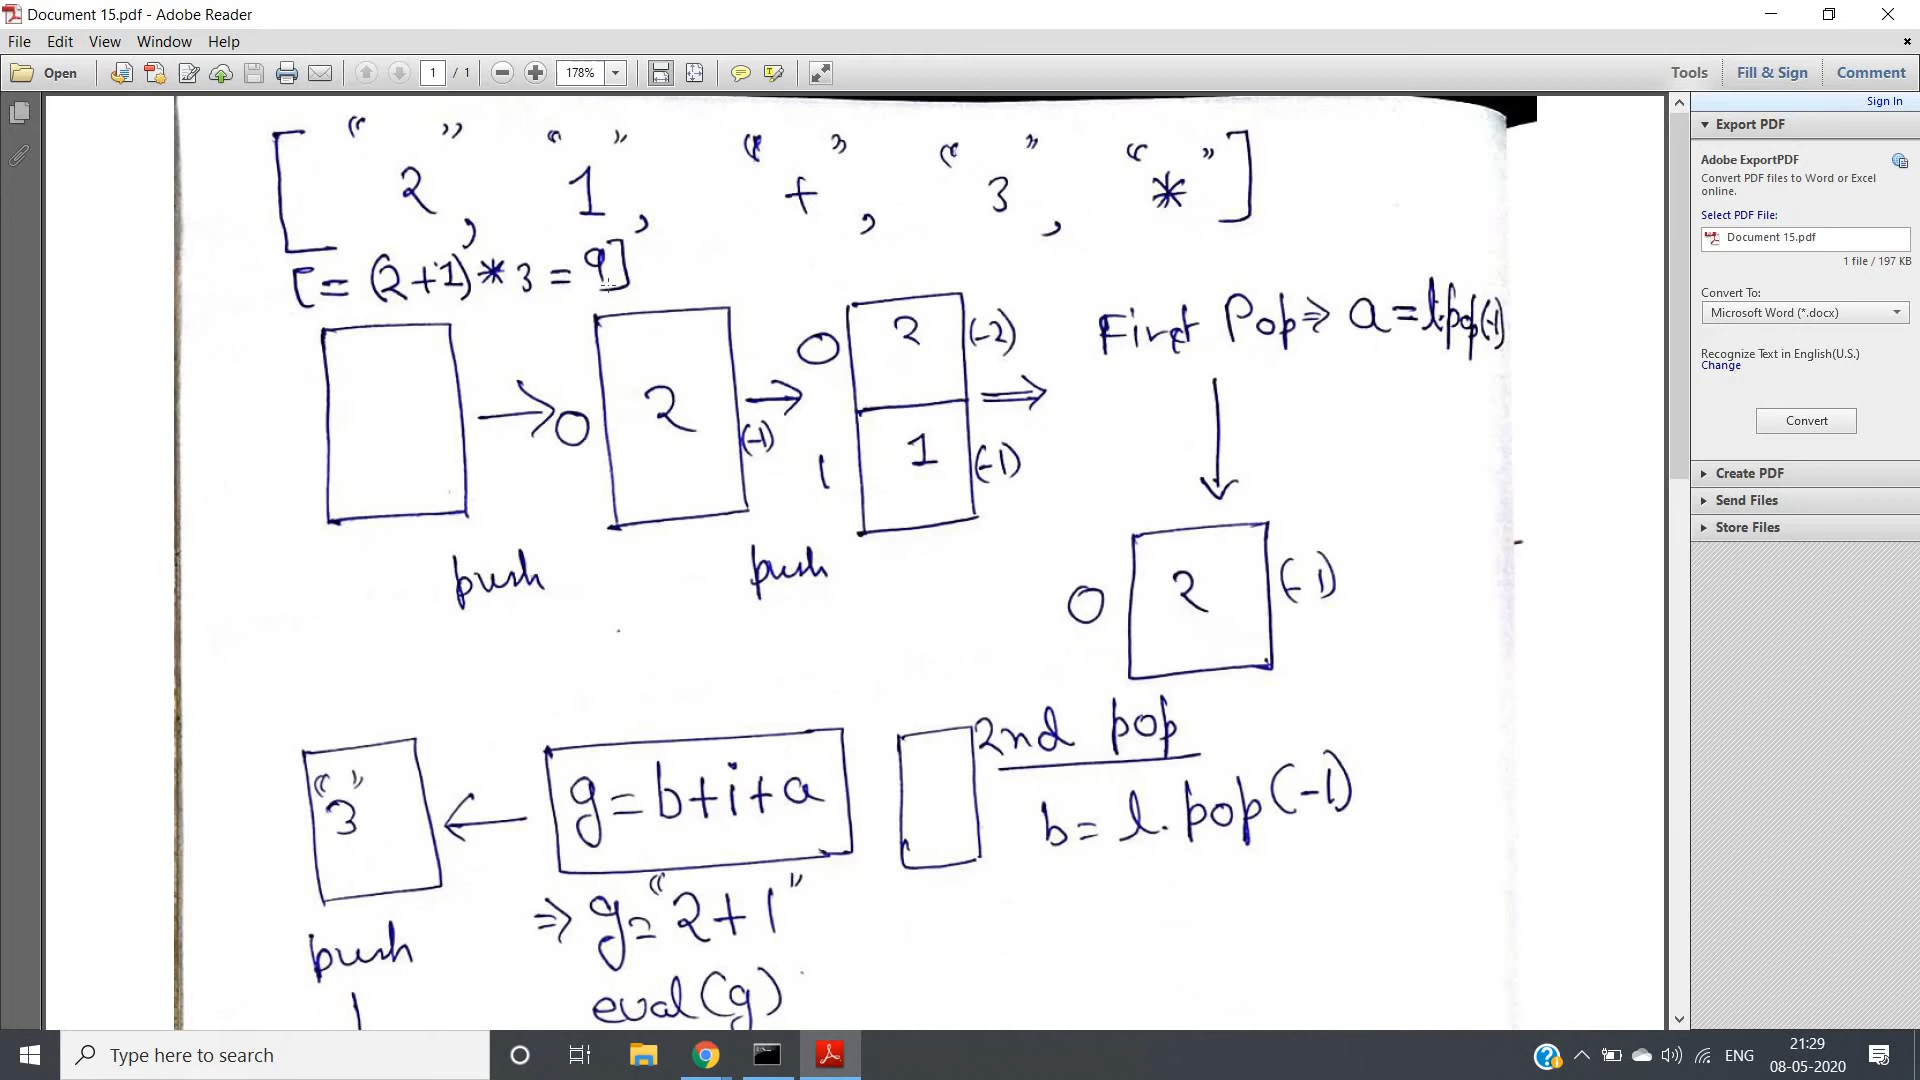 Document 15.pdf - Adobe Reader
File Edit View Window Help
Open 1 / 1 178% Tools Fill & Sign Comment
Sign In
Export PDF
Adobe ExportPDF
Convert PDF files to Word or Excel
online.
Select PDF File:
Document 15.pdf
1 file / 197 KB
Convert To:
Microsoft Word (*.docx)
Recognize Text in English(U.S.)
Change
Convert
Create PDF
Send Files
Store Files
[ “2”, “1”, “+”, “3”, “*” ]
[= (2+1)*3 = 9]
First Pop ⇒ a = l.pop(-1)
→ 0 2 (-1) → 0 2 (-2) ⇒
1 1 (-1)
push push
0 2 (-1)
2nd pop
b = l.pop(-1)
“3” ← g = b+i+a
⇒ g = “2+1”
push
eval(g)
Type here to search
ENG
21:29
08-05-2020